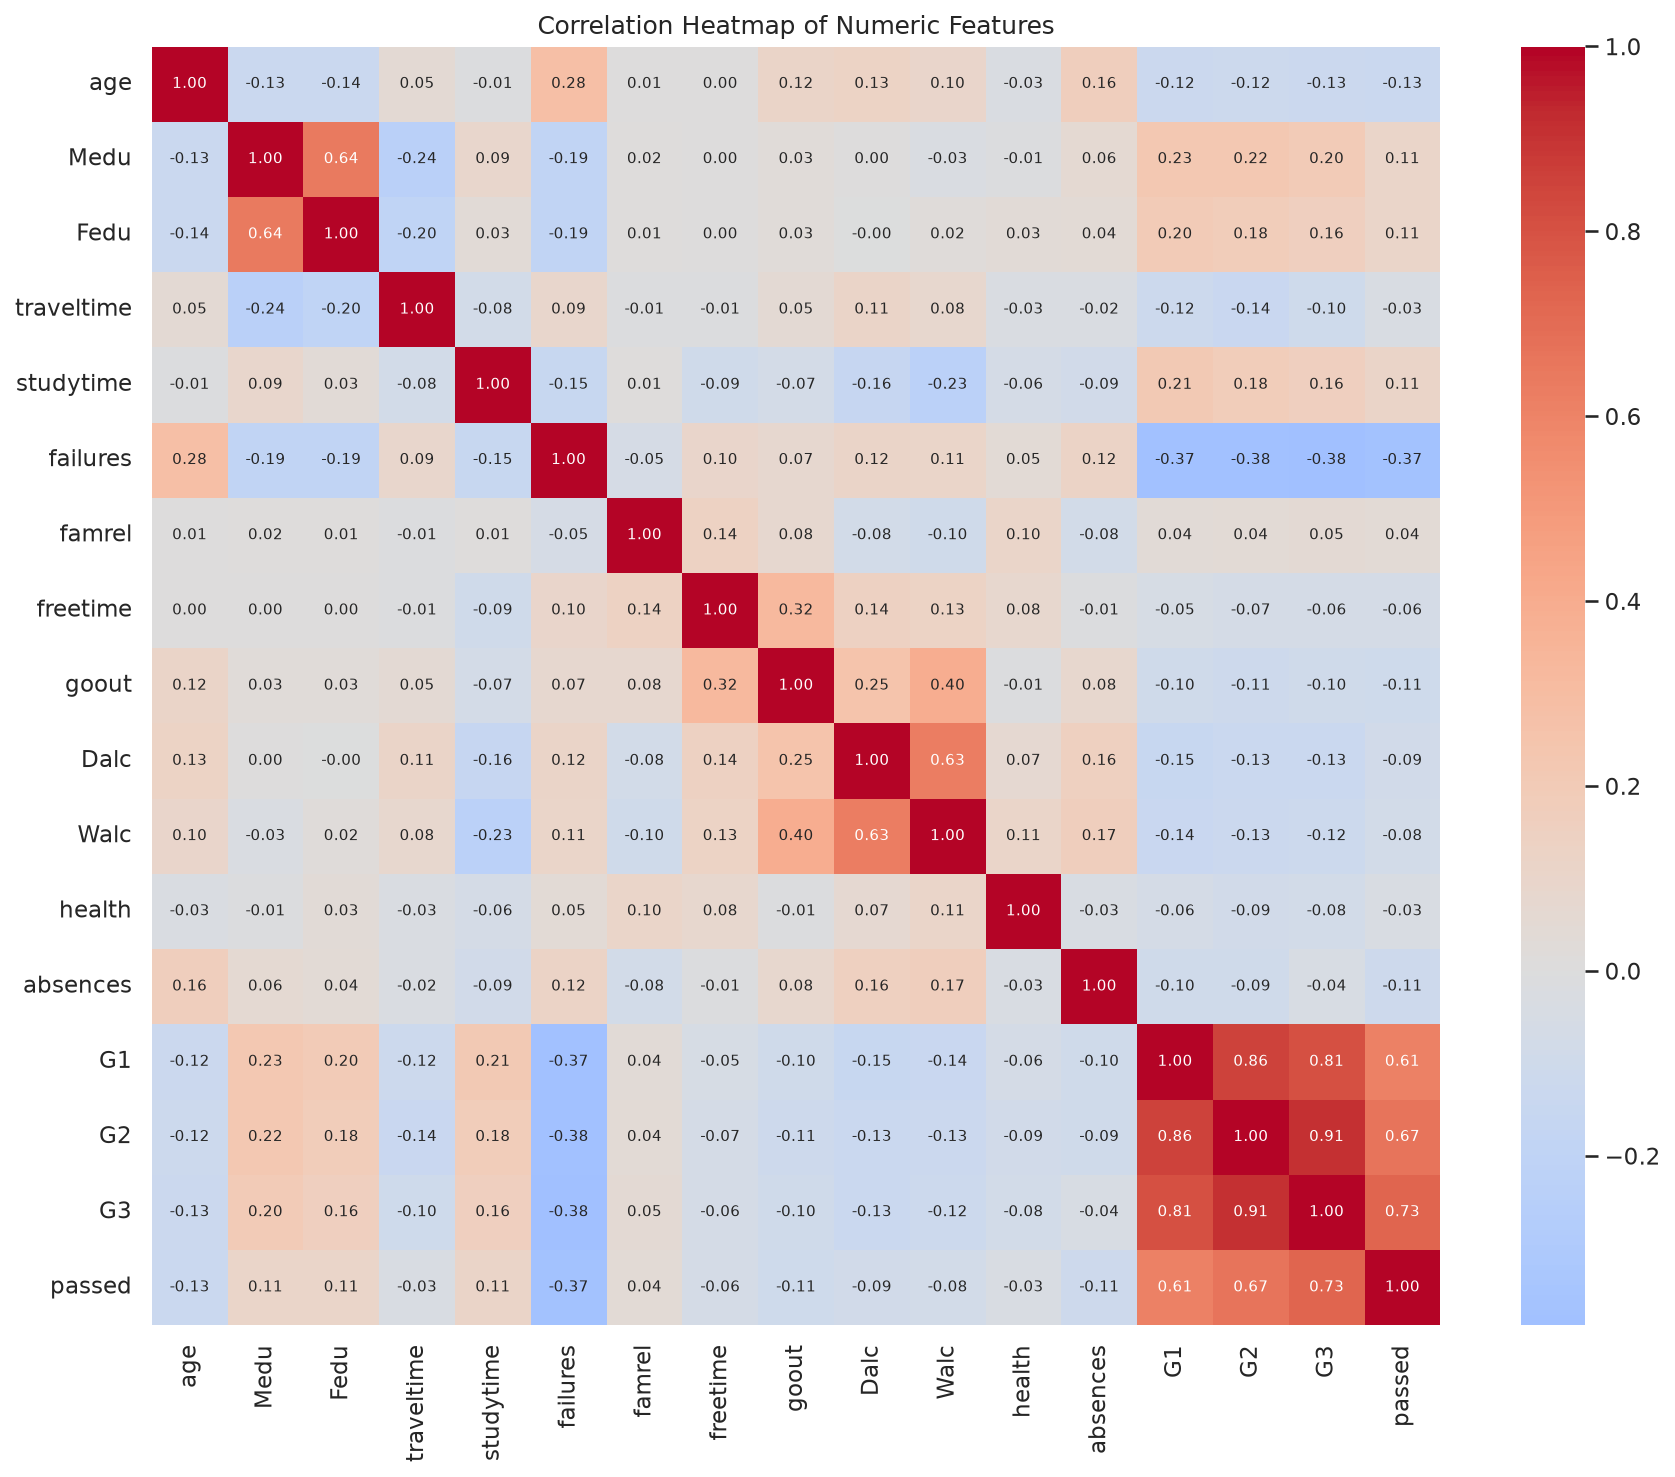 Correlation Heatmap of Numeric Features
age 1.00 -0.13 -0.14 0.05 -0.01 0.28 0.01 0.00 0.12 0.13 0.10 -0.03 0.16 -0.12 -0.12 -0.13 -0.13
Medu -0.13 1.00 0.64 -0.24 0.09 -0.19 0.02 0.00 0.03 0.00 -0.03 -0.01 0.06 0.23 0.22 0.20 0.11
Fedu -0.14 0.64 1.00 -0.20 0.03 -0.19 0.01 0.00 0.03 -0.00 0.02 0.03 0.04 0.20 0.18 0.16 0.11
traveltime 0.05 -0.24 -0.20 1.00 -0.08 0.09 -0.01 -0.01 0.05 0.11 0.08 -0.03 -0.02 -0.12 -0.14 -0.10 -0.03
studytime -0.01 0.09 0.03 -0.08 1.00 -0.15 0.01 -0.09 -0.07 -0.16 -0.23 -0.06 -0.09 0.21 0.18 0.16 0.11
failures 0.28 -0.19 -0.19 0.09 -0.15 1.00 -0.05 0.10 0.07 0.12 0.11 0.05 0.12 -0.37 -0.38 -0.38 -0.37
famrel 0.01 0.02 0.01 -0.01 0.01 -0.05 1.00 0.14 0.08 -0.08 -0.10 0.10 -0.08 0.04 0.04 0.05 0.04
freetime 0.00 0.00 0.00 -0.01 -0.09 0.10 0.14 1.00 0.32 0.14 0.13 0.08 -0.01 -0.05 -0.07 -0.06 -0.06
goout 0.12 0.03 0.03 0.05 -0.07 0.07 0.08 0.32 1.00 0.25 0.40 -0.01 0.08 -0.10 -0.11 -0.10 -0.11
Dalc 0.13 0.00 -0.00 0.11 -0.16 0.12 -0.08 0.14 0.25 1.00 0.63 0.07 0.16 -0.15 -0.13 -0.13 -0.09
Walc 0.10 -0.03 0.02 0.08 -0.23 0.11 -0.10 0.13 0.40 0.63 1.00 0.11 0.17 -0.14 -0.13 -0.12 -0.08
health -0.03 -0.01 0.03 -0.03 -0.06 0.05 0.10 0.08 -0.01 0.07 0.11 1.00 -0.03 -0.06 -0.09 -0.08 -0.03
absences 0.16 0.06 0.04 -0.02 -0.09 0.12 -0.08 -0.01 0.08 0.16 0.17 -0.03 1.00 -0.10 -0.09 -0.04 -0.11
G1 -0.12 0.23 0.20 -0.12 0.21 -0.37 0.04 -0.05 -0.10 -0.15 -0.14 -0.06 -0.10 1.00 0.86 0.81 0.61
G2 -0.12 0.22 0.18 -0.14 0.18 -0.38 0.04 -0.07 -0.11 -0.13 -0.13 -0.09 -0.09 0.86 1.00 0.91 0.67
G3 -0.13 0.20 0.16 -0.10 0.16 -0.38 0.05 -0.06 -0.10 -0.13 -0.12 -0.08 -0.04 0.81 0.91 1.00 0.73
passed -0.13 0.11 0.11 -0.03 0.11 -0.37 0.04 -0.06 -0.11 -0.09 -0.08 -0.03 -0.11 0.61 0.67 0.73 1.00
age Medu Fedu traveltime studytime failures famrel freetime goout Dalc Walc health absences G1 G2 G3 passed
1.0
0.8
0.6
0.4
0.2
0.0
−0.2